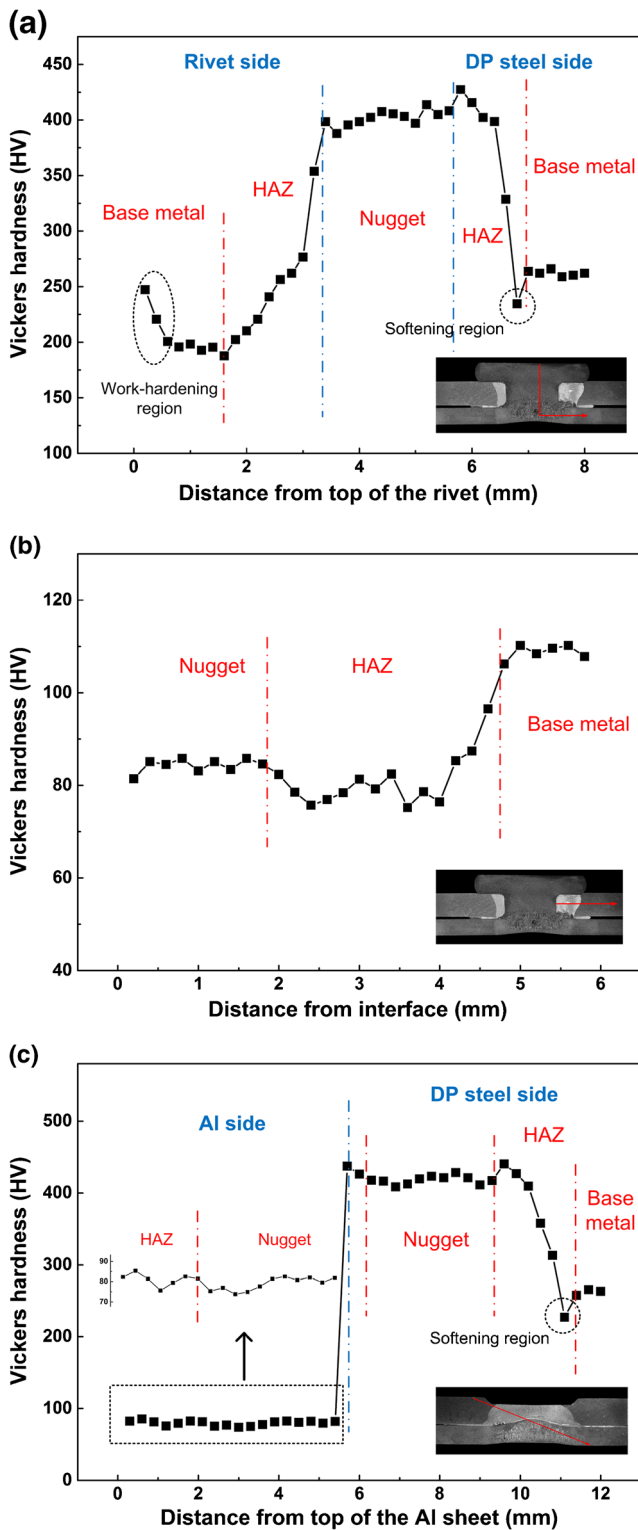 (a)
Rivet side
DP steel side
Base metal
HAZ
Nugget
HAZ
Base metal
Work-hardening
region
Softening region
Vickers hardness (HV)
450
400
350
300
250
200
150
100
0
2
4
6
8
Distance from top of the rivet (mm)
(b)
Nugget
HAZ
Base metal
Vickers hardness (HV)
120
100
80
60
40
0
1
2
3
4
5
6
Distance from interface (mm)
(c)
Al side
DP steel side
HAZ
Nugget
Nugget
HAZ
Base
metal
90
80
70
Softening region
Vickers hardness (HV)
500
400
300
200
100
0
0
2
4
6
8
10
12
Distance from top of the Al sheet (mm)